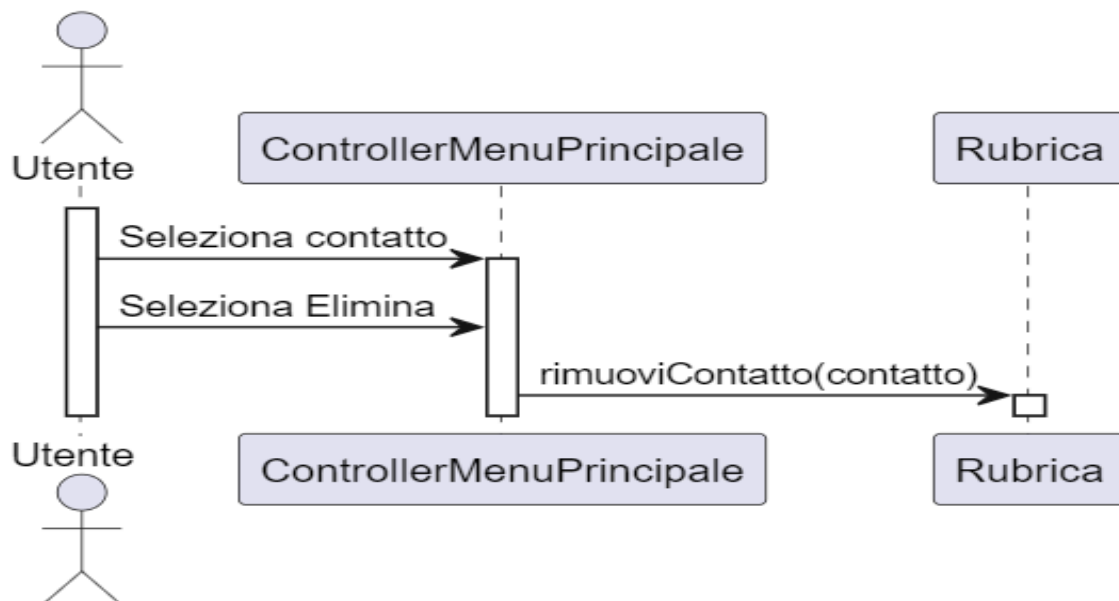 Utente
ControllerMenuPrincipale
Rubrica
Seleziona contatto
Seleziona Elimina
rimuoviContatto(contatto)
Utente
ControllerMenuPrincipale
Rubrica